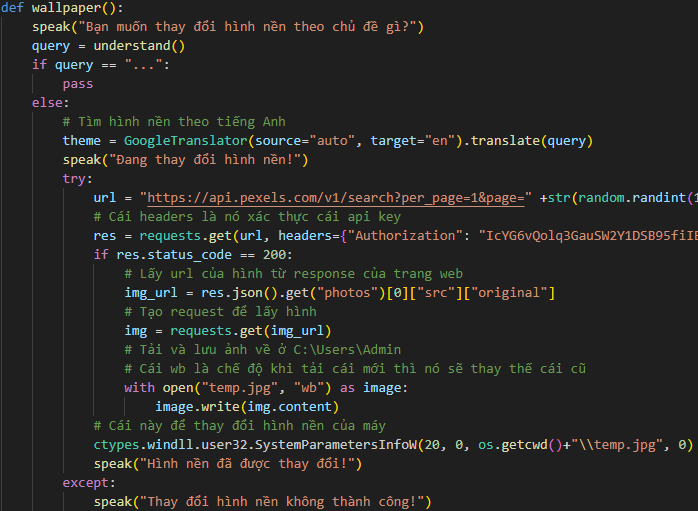 def wallpaper():
    speak("Bạn muốn thay đổi hình nền theo chủ đề gì?")
    query = understand()
    if query == "...":
        pass
    else:
        # Tìm hình nền theo tiếng Anh
        theme = GoogleTranslator(source="auto", target="en").translate(query)
        speak("Đang thay đổi hình nền!")
        try:
            url = "https://api.pexels.com/v1/search?per_page=1&page=" +str(random.randint(1
            # Cái headers là nó xác thực cái api key
            res = requests.get(url, headers={"Authorization": "IcYG6vQolq3GauSW2Y1DSB95fiIE
            if res.status_code == 200:
                # Lấy url của hình từ response của trang web
                img_url = res.json().get("photos")[0]["src"]["original"]
                # Tạo request để lấy hình
                img = requests.get(img_url)
                # Tải và lưu ảnh về ở C:\Users\Admin
                # Cái wb là chế độ khi tải cái mới thì nó sẽ thay thế cái cũ
                with open("temp.jpg", "wb") as image:
                    image.write(img.content)
            # Cái này để thay đổi hình nền của máy
            ctypes.windll.user32.SystemParametersInfoW(20, 0, os.getcwd()+"\\temp.jpg", 0)
            speak("Hình nền đã được thay đổi!")
        except:
            speak("Thay đổi hình nền không thành công!")